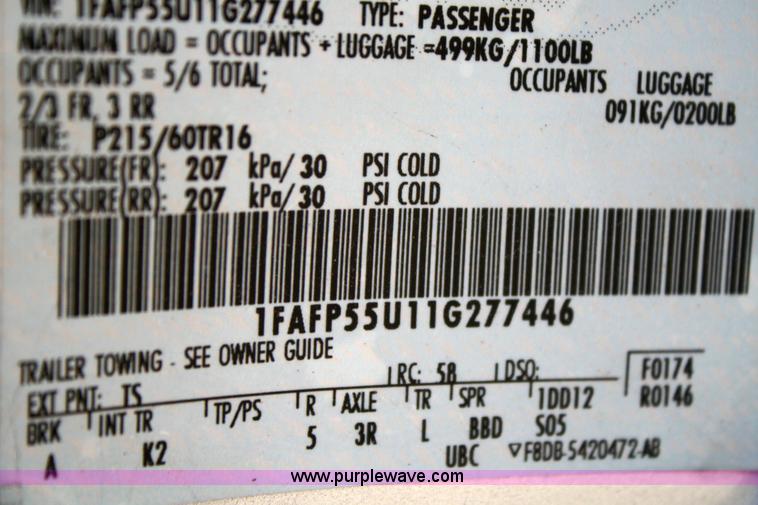 VIN: 1FAFP55U11G277446 TYPE: PASSENGER
MAXIMUM LOAD = OCCUPANTS + LUGGAGE =499KG/1100LB
OCCUPANTS = 5/6 TOTAL; OCCUPANTS LUGGAGE
2/3 FR, 3 RR 091KG/0200LB
TIRE: P215/60TR16
PRESSURE(FR): 207 kPa/ 30 PSI COLD
PRESSURE(RR): 207 kPa/ 30 PSI COLD
1FAFP55U11G277446
TRAILER TOWING - SEE OWNER GUIDE
EXT PNT: TS RC: 58 DSO: F0174
BRK INT TR TP/PS R AXLE TR SPR 1DD12 R0146
A K2 5 3R L BBD S05
UBC ▽F8DB-5420472-AB
www.purplewave.com